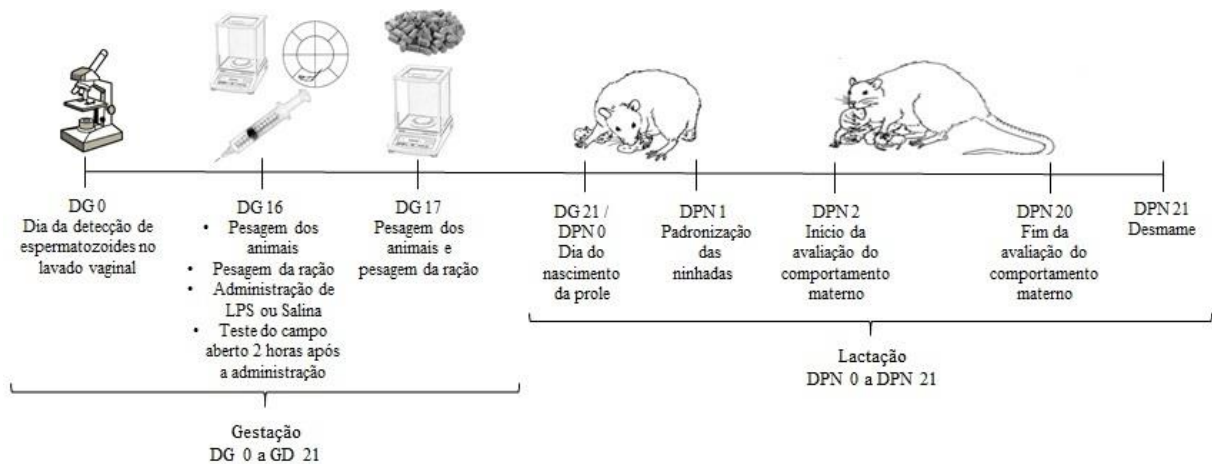 DG 0
Dia da detecção de
espermatozoides no
lavado vaginal
DG 16
• Pesagem dos
animais
• Pesagem da ração
• Administração de
LPS ou Salina
• Teste do campo
aberto 2 horas após
a administração
DG 17
Pesagem dos
animais e
pesagem da ração
DG 21 /
DPN 0
Dia do
nascimento
da prole
DPN 1
Padronização
das
ninhadas
DPN 2
Inicio da
avaliação do
comportamento
materno
DPN 20
Fim da
avaliação do
comportamento
materno
DPN 21
Desmame
Gestação
DG 0 a GD 21
Lactação
DPN 0 a DPN 21